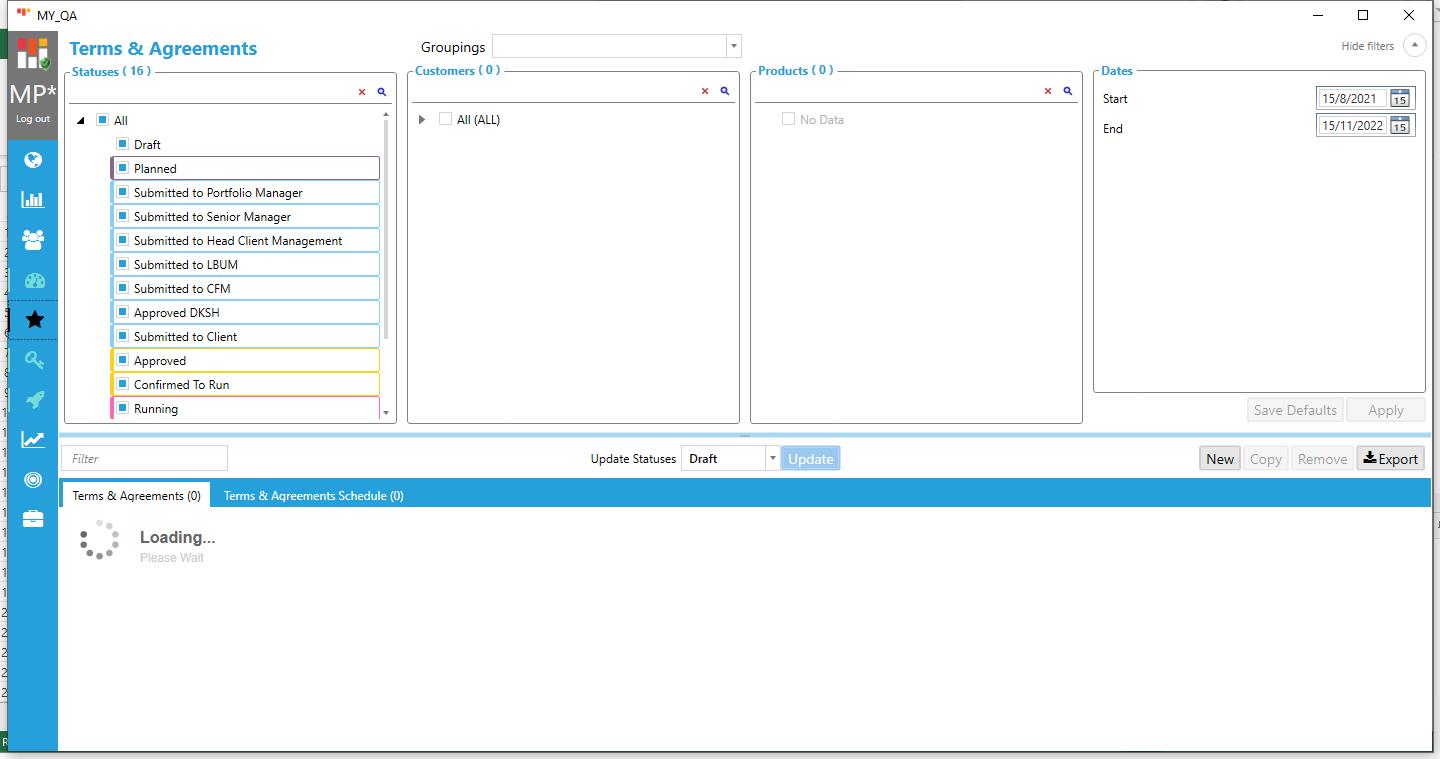 MY_QA
MP*
Log out
Terms & Agreements
Groupings
Hide filters
Statuses ( 16 )
All
Draft
Planned
Submitted to Portfolio Manager
Submitted to Senior Manager
Submitted to Head Client Management
Submitted to LBUM
Submitted to CFM
Approved DKSH
Submitted to Client
Approved
Confirmed To Run
Running
Customers ( 0 )
All (ALL)
Products ( 0 )
No Data
Dates
Start
15/8/2021
15
End
15/11/2022
15
Save Defaults
Apply
Filter
Update Statuses
Draft
Update
New
Copy
Remove
Export
Terms & Agreements (0)
Terms & Agreements Schedule (0)
Loading...
Please Wait